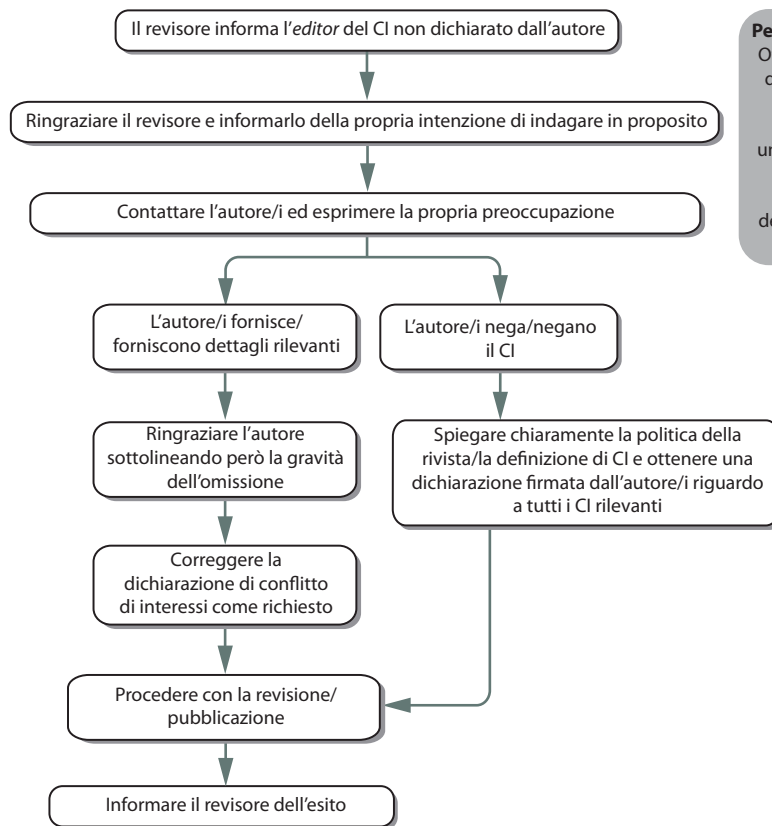 Il revisore informa l'editor del CI non dichiarato dall'autore
Ringraziare il revisore e informarlo della propria intenzione di indagare in proposito
Contattare l'autore/i ed esprimere la propria preoccupazione
L'autore/i fornisce/
forniscono dettagli rilevanti
L'autore/i nega/negano
il CI
Ringraziare l'autore
sottolineando però la gravità
dell'omissione
Spiegare chiaramente la politica della
rivista/la definizione di CI e ottenere una
dichiarazione firmata dall'autore/i riguardo
a tutti i CI rilevanti
Correggere la
dichiarazione di conflitto
di interessi come richiesto
Procedere con la revisione/
pubblicazione
Informare il revisore dell'esito